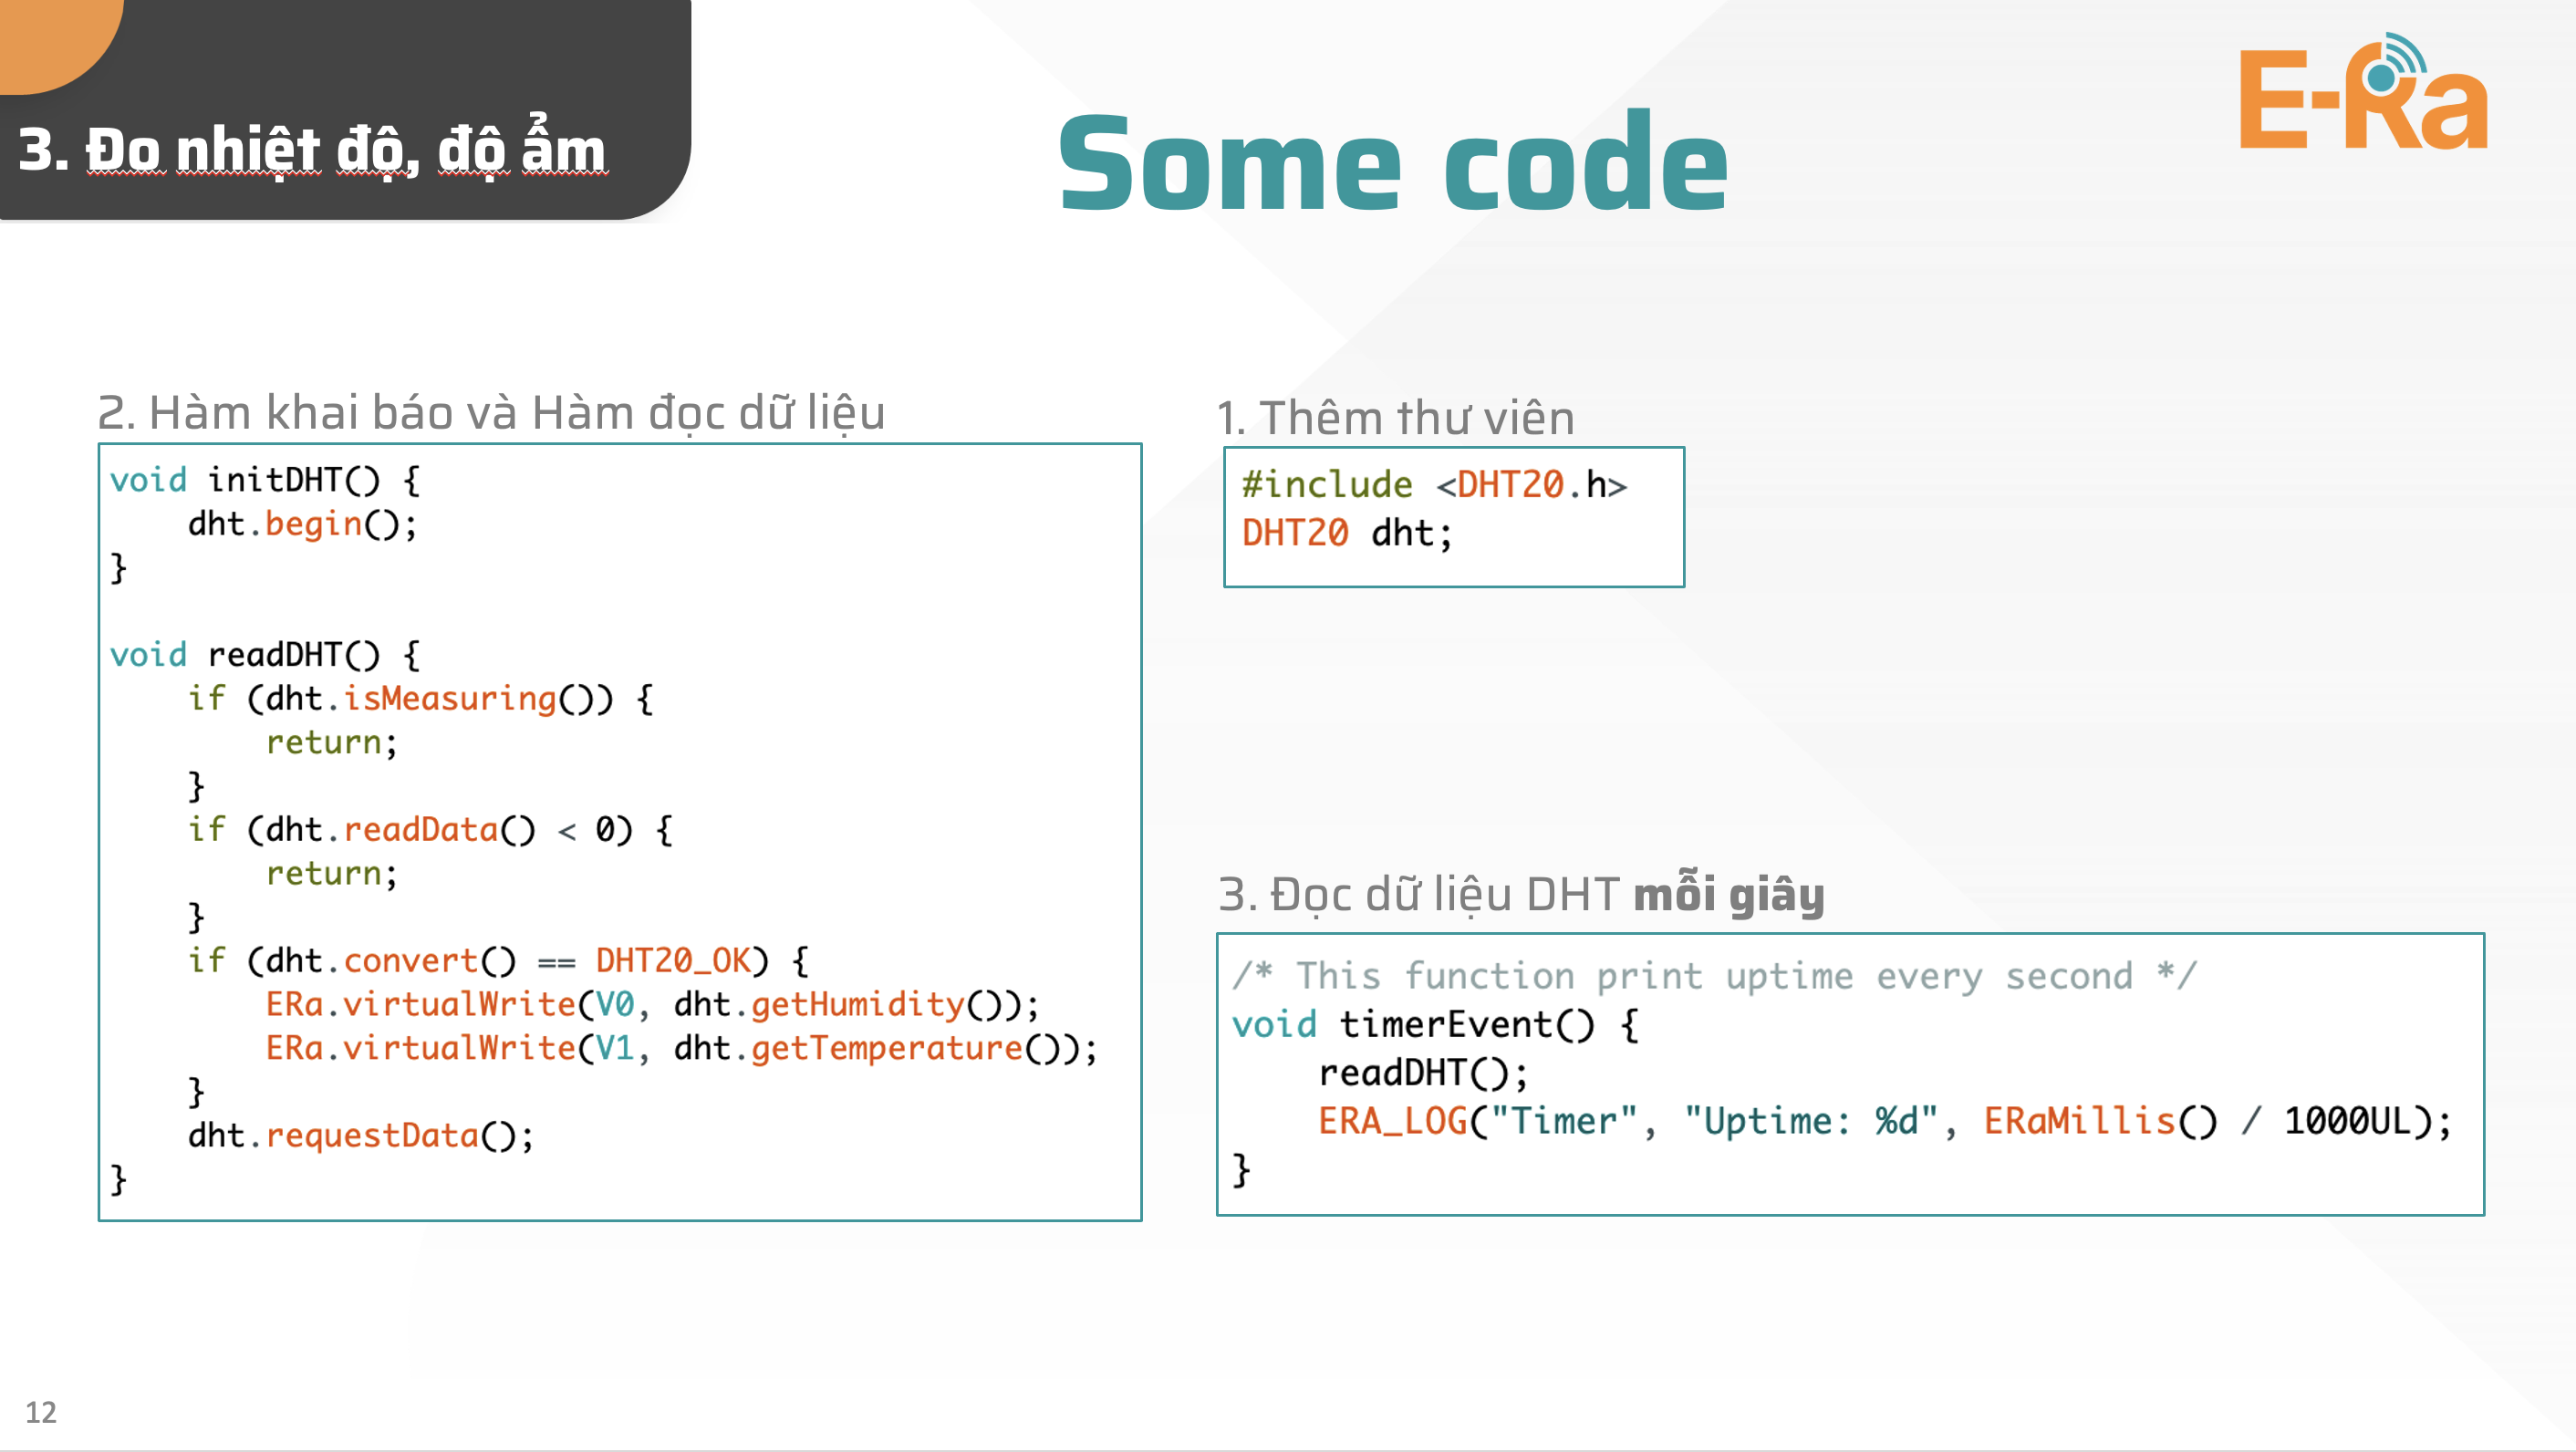 3. Đo nhiệt độ, độ ẩm
Some code
E-Ra
2. Hàm khai báo và Hàm đọc dữ liệu
void initDHT() {
    dht.begin();
}

void readDHT() {
    if (dht.isMeasuring()) {
        return;
    }
    if (dht.readData() < 0) {
        return;
    }
    if (dht.convert() == DHT20_OK) {
        ERa.virtualWrite(V0, dht.getHumidity());
        ERa.virtualWrite(V1, dht.getTemperature());
    }
    dht.requestData();
}
1. Thêm thư viên
#include <DHT20.h>
DHT20 dht;
3. Đọc dữ liệu DHT mỗi giây
/* This function print uptime every second */
void timerEvent() {
    readDHT();
    ERA_LOG("Timer", "Uptime: %d", ERaMillis() / 1000UL);
}
12